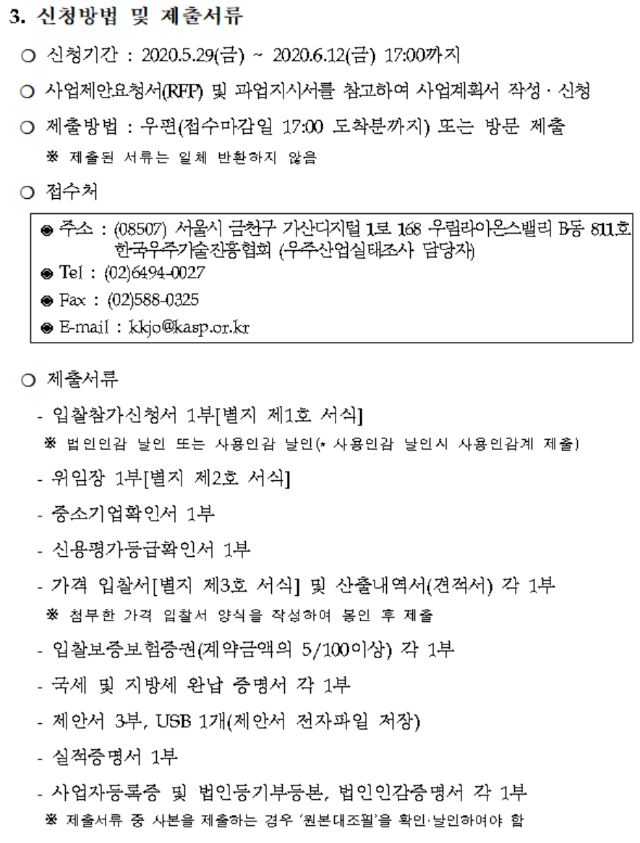 3. 신청방법 및 제출서류
○ 신청기간 : 2020.5.29(금) ~ 2020.6.12(금) 17:00까지
○ 사업제안요청서(RFP) 및 과업지시서를 참고하여 사업계획서 작성·신청
○ 제출방법 : 우편(접수마감일 17:00 도착분까지) 또는 방문 제출
※ 제출된 서류는 일체 반환하지 않음
○ 접수처
◉ 주소 : (08507) 서울시 금천구 가산디지털 1로 168 우림라이온스밸리 B동 811호
한국우주기술진흥협회 (우주산업실태조사 담당자)
◉ Tel : (02)6494-0027
◉ Fax : (02)588-0325
◉ E-mail : kkjo@kasp.or.kr
○ 제출서류
- 입찰참가신청서 1부[별지 제1호 서식]
※ 법인인감 날인 또는 사용인감 날인(* 사용인감 날인시 사용인감계 제출)
- 위임장 1부[별지 제2호 서식]
- 중소기업확인서 1부
- 신용평가등급확인서 1부
- 가격 입찰서[별지 제3호 서식] 및 산출내역서(견적서) 각 1부
※ 첨부한 가격 입찰서 양식을 작성하여 봉인 후 제출
- 입찰보증보험증권(계약금액의 5/100이상) 각 1부
- 국세 및 지방세 완납 증명서 각 1부
- 제안서 3부, USB 1개(제안서 전자파일 저장)
- 실적증명서 1부
- 사업자등록증 및 법인등기부등본, 법인인감증명서 각 1부
※ 제출서류 중 사본을 제출하는 경우 '원본대조필'을 확인·날인하여야 함